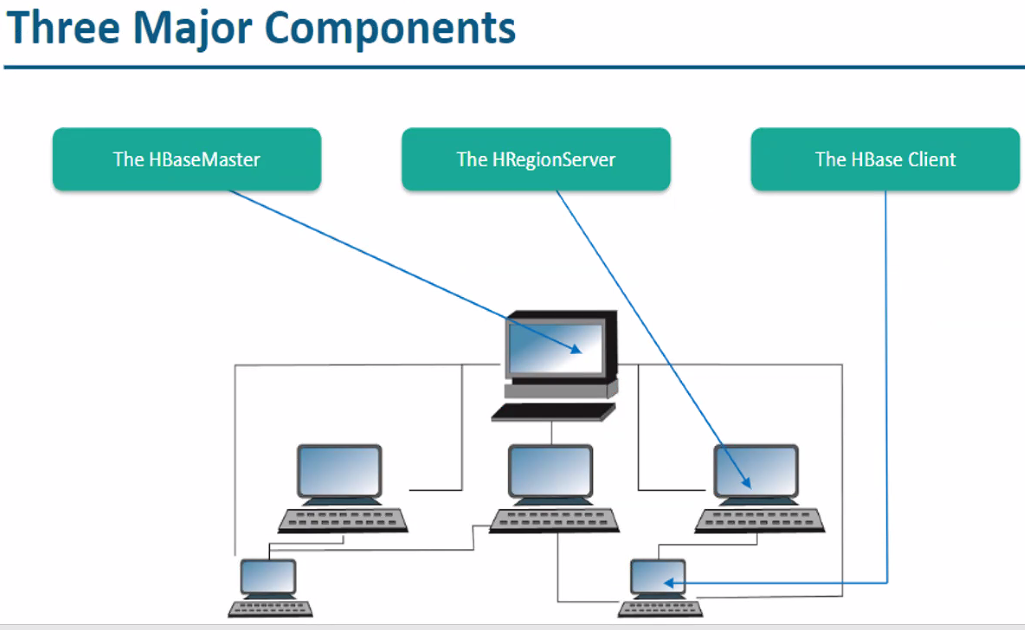 Three Major Components
The HBaseMaster
The HRegionServer
The HBase Client